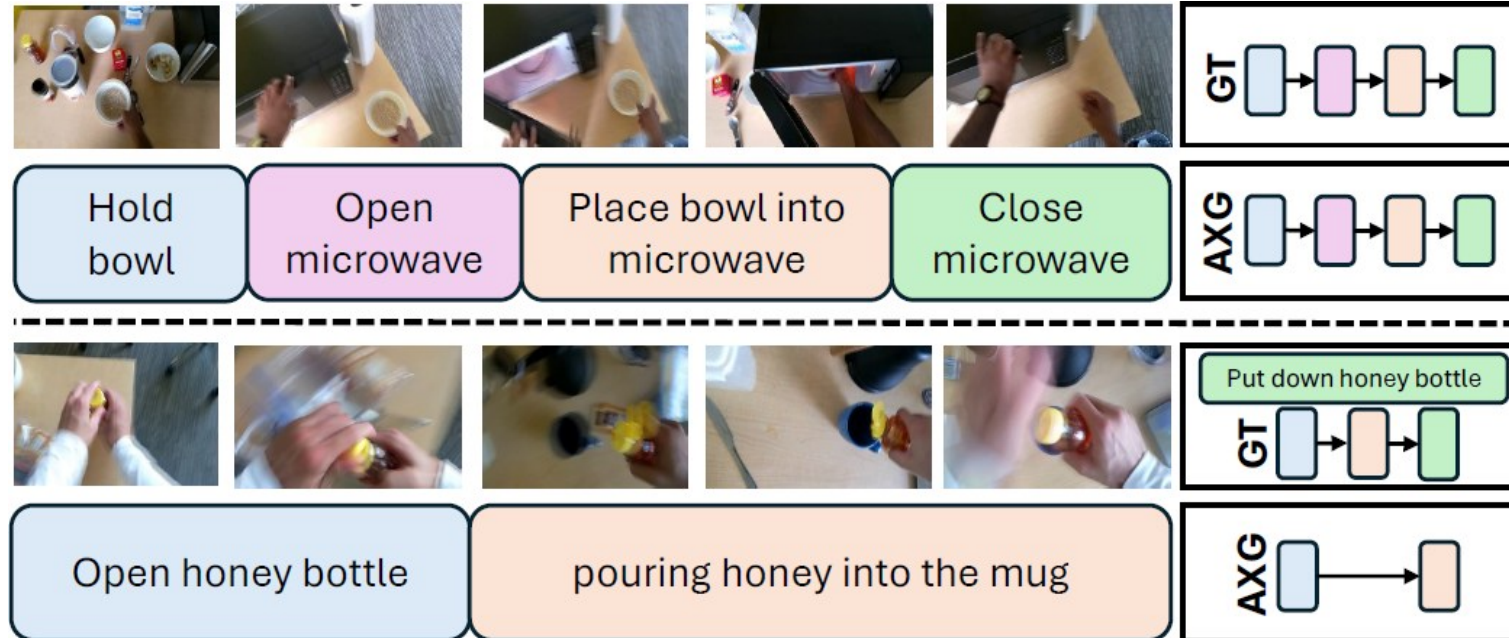 GT
Hold
bowl
Open
microwave
Place bowl into
microwave
Close
microwave
AXG
Put down honey bottle
GT
Open honey bottle
pouring honey into the mug
AXG